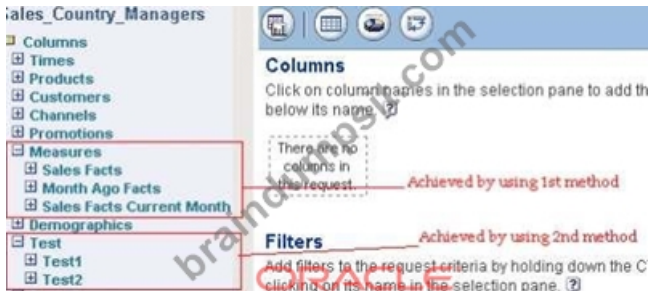 ales_Country_Managers
Columns
Times
Products
Customers
Channels
Promotions
Measures
Sales Facts
Month Ago Facts
Sales Facts Current Month
Demographics
Test
Test1
Test2
Columns
Click on column names in the selection pane to add th
below its name.
There are no
columns in
this request.
Achieved by using 1st method
Filters
Achieved by using 2nd method
Add filters to the request criteria by holding down the C
clicking on its name in the selection pane.
braindumpsit.com
ORACLE